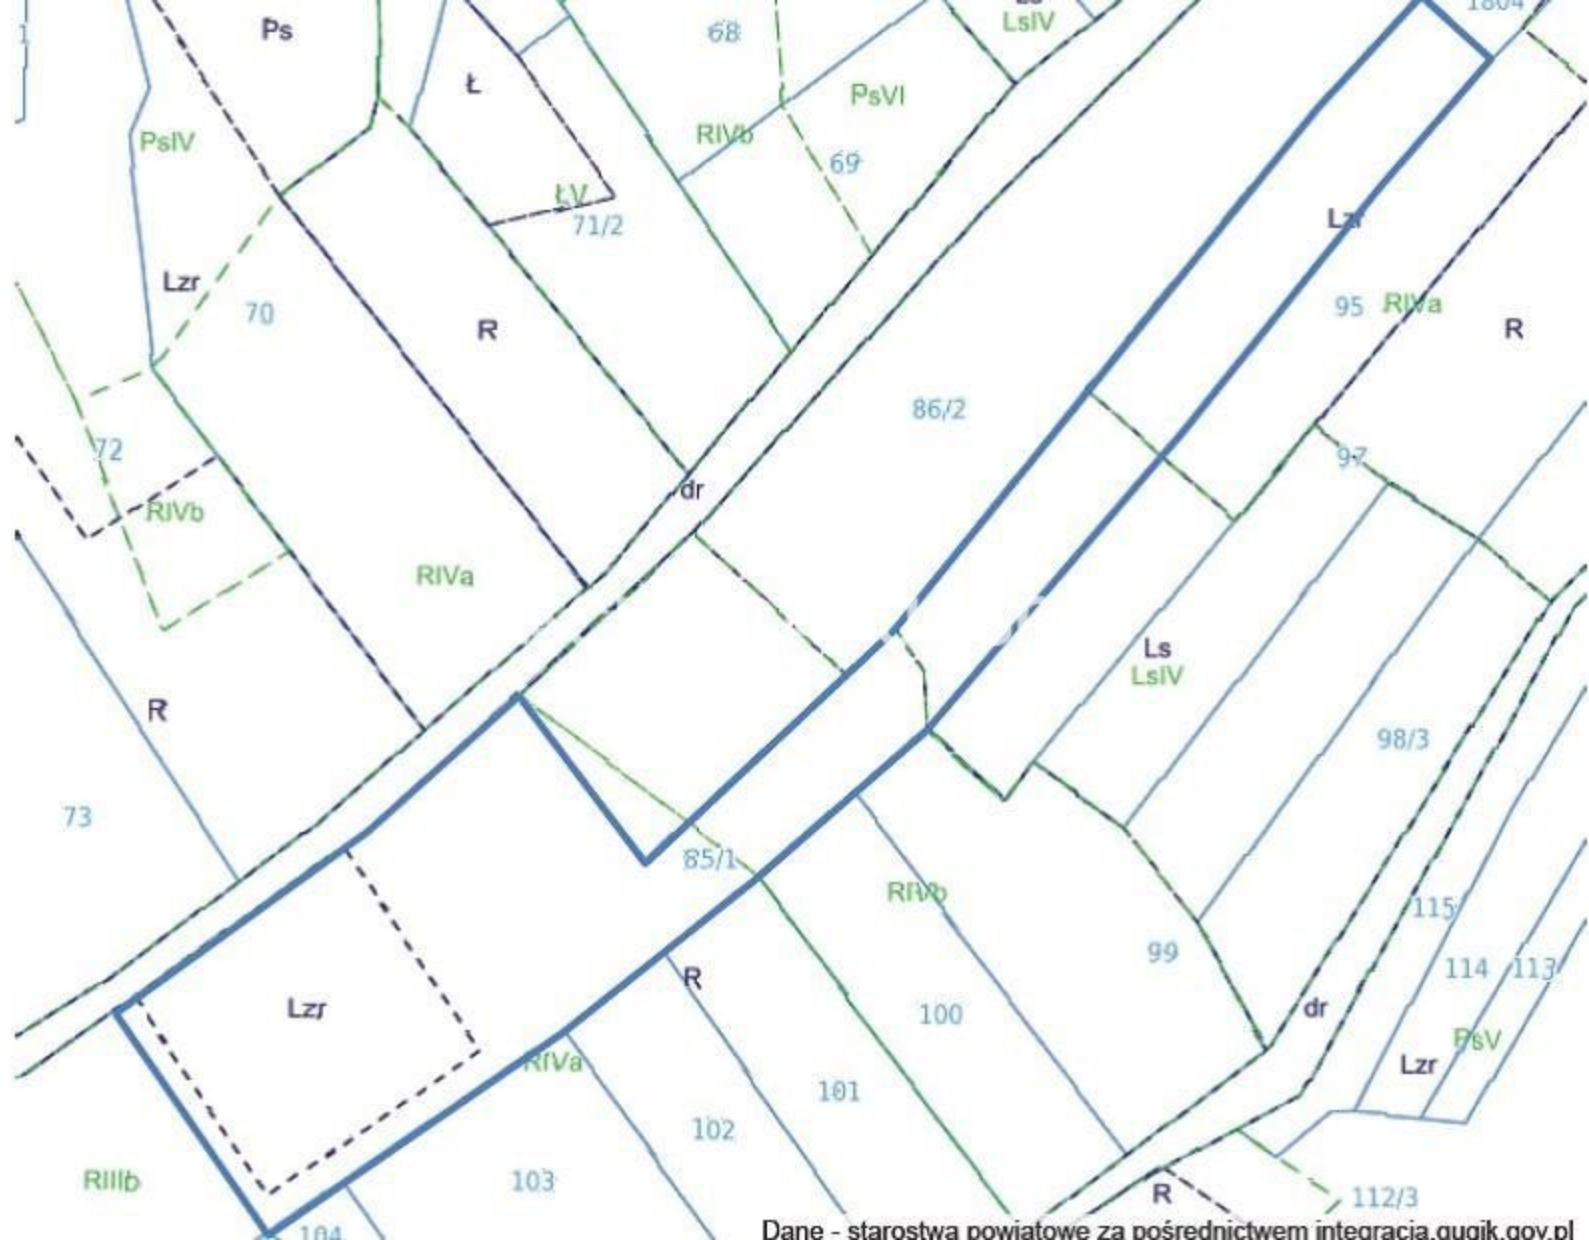 1804
Ps
68
LsIV
Ł
PsVI
1
RIVb
PsIV
69
ŁV
71/2
Lzr
Lzr
70
95
RIVa
R
R
86/2
72
97
dr
RIVb
RIVa
Ls
LsIV
R
98/3
73
85/1
RIVb
115
99
114
113
R
Lzr
dr
100
PsV
RIVa
Lzr
101
102
RIIIb
103
R
112/3
104
Dane - starostwa powiatowe za pośrednictwem integracja.gugik.gov.pl